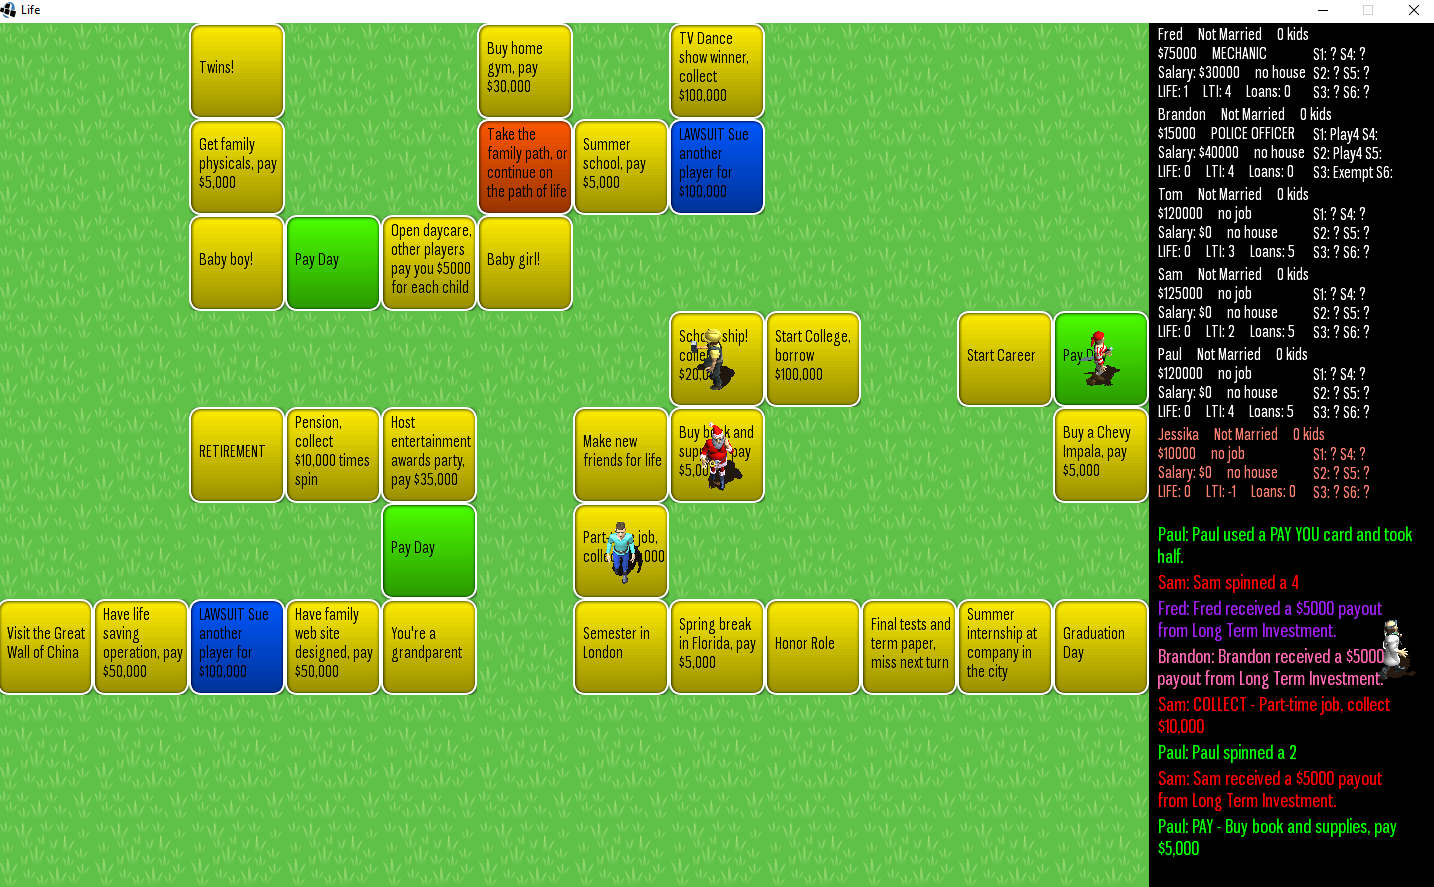 Life
Twins!
Buy home
gym, pay
$30,000
TV Dance
show winner,
collect
$100,000
Get family
physicals, pay
$5,000
Take the
family path, or
continue on
the path of life
Summer
school, pay
$5,000
LAWSUIT Sue
another
player for
$100,000
Baby boy!
Pay Day
Open daycare,
other players
pay you $5000
for each child
Baby girl!
Start College,
borrow
$100,000
Start Career
Pay
RETIREMENT
Pension,
collect
$10,000 times
spin
Host
entertainment
awards party,
pay $35,000
Make new
friends for life
Buy book and
pay
Buy a Chevy
Impala, pay
$5,000
Pay Day
job,
Visit the Great
Wall of China
Have life
saving
operation, pay
$50,000
LAWSUIT Sue
another
player for
$100,000
Have family
web site
designed, pay
$50,000
You're a
grandparent
Semester in
London
Spring break
in Florida, pay
$5,000
Honor Role
Final tests and
term paper,
miss next turn
Summer
internship at
company in
the city
Graduation
Day
Fred Not Married 0 kids
$75000 MECHANIC S1: ? S4: ?
Salary: $30000 no house S2: ? S5: ?
LIFE: 1 LTI: 4 Loans: 0 S3: ? S6: ?
Brandon Not Married 0 kids
$15000 POLICE OFFICER S1: Play4 S4:
Salary: $40000 no house S2: Play4 S5:
LIFE: 0 LTI: 4 Loans: 0 S3: Exempt S6:
Tom Not Married 0 kids
$120000 no job S1: ? S4: ?
Salary: $0 no house S2: ? S5: ?
LIFE: 0 LTI: 3 Loans: 5 S3: ? S6: ?
Sam Not Married 0 kids
$125000 no job S1: ? S4: ?
Salary: $0 no house S2: ? S5: ?
LIFE: 0 LTI: 2 Loans: 5 S3: ? S6: ?
Paul Not Married 0 kids
$120000 no job S1: ? S4: ?
Salary: $0 no house S2: ? S5: ?
LIFE: 0 LTI: 4 Loans: 5 S3: ? S6: ?
Jessika Not Married 0 kids
$10000 no job S1: ? S4: ?
Salary: $0 no house S2: ? S5: ?
LIFE: 0 LTI: -1 Loans: 0 S3: ? S6: ?
Paul: Paul used a PAY YOU card and took
half.
Sam: Sam spinned a 4
Fred: Fred received a $5000 payout
from Long Term Investment.
Brandon: Brandon received a $5000
payout from Long Term Investment.
Sam: COLLECT - Part-time job, collect
$10,000
Paul: Paul spinned a 2
Sam: Sam received a $5000 payout
from Long Term Investment.
Paul: PAY - Buy book and supplies, pay
$5,000